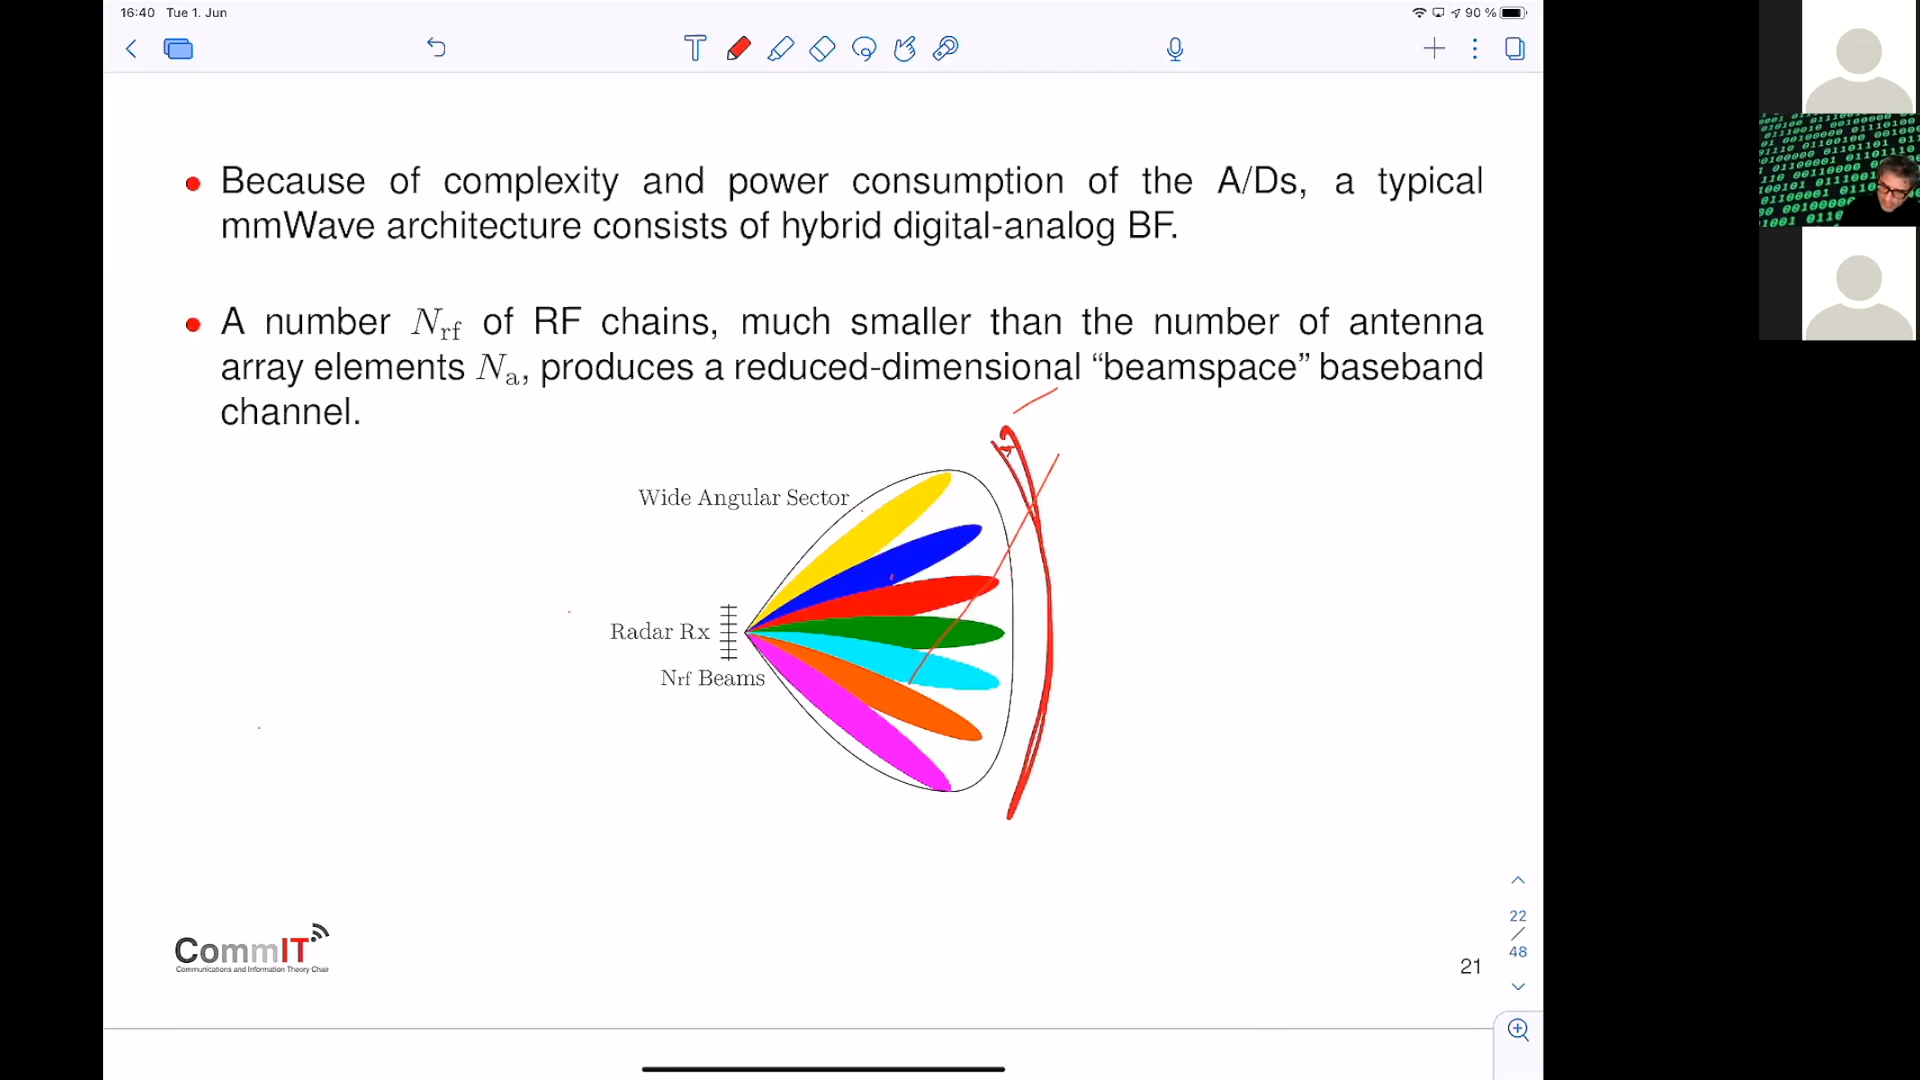 16:40 Tue 1. Jun
90 %
Because of complexity and power consumption of the A/Ds, a typical
mmWave architecture consists of hybrid digital-analog BF.
A number Nrf of RF chains, much smaller than the number of antenna
array elements Na, produces a reduced-dimensional “beamspace” baseband
channel.
Wide Angular Sector
Radar Rx
Nrf Beams
CommIT
Communications and Information Theory Chair
21
22
/
48